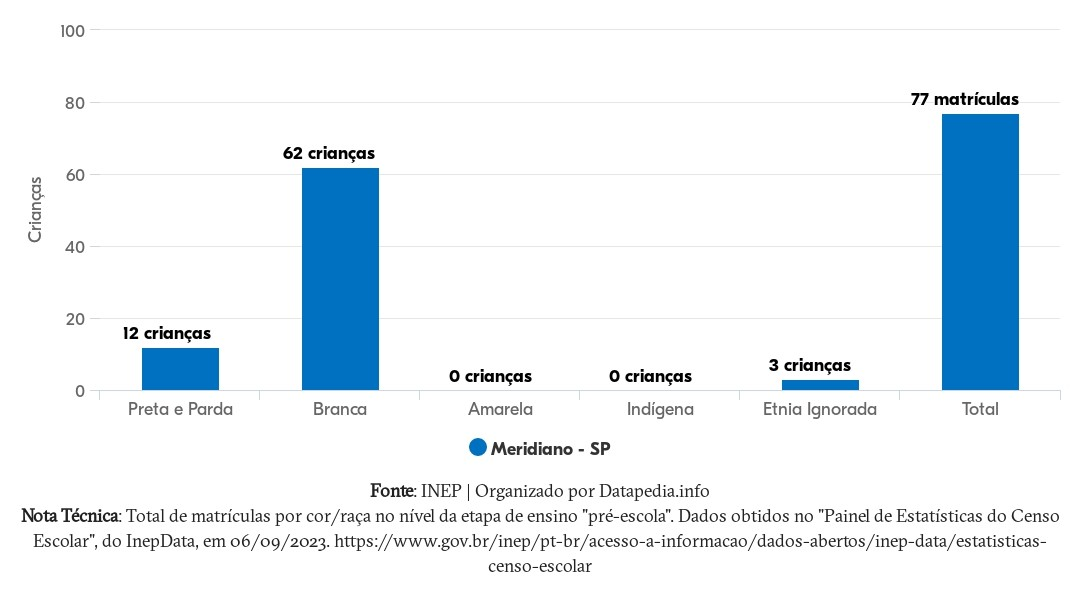 100
80
60
40
20
0
Crianças
12 crianças
62 crianças
0 crianças
0 crianças
3 crianças
77 matrículas
Preta e Parda
Branca
Amarela
Indígena
Etnia Ignorada
Total
Meridiano - SP
Fonte: INEP | Organizado por Datapedia.info
Nota Técnica: Total de matrículas por cor/raça no nível da etapa de ensino "pré-escola". Dados obtidos no "Painel de Estatísticas do Censo
Escolar", do InepData, em 06/09/2023. https://www.gov.br/inep/pt-br/acesso-a-informacao/dados-abertos/inep-data/estatisticas-
censo-escolar